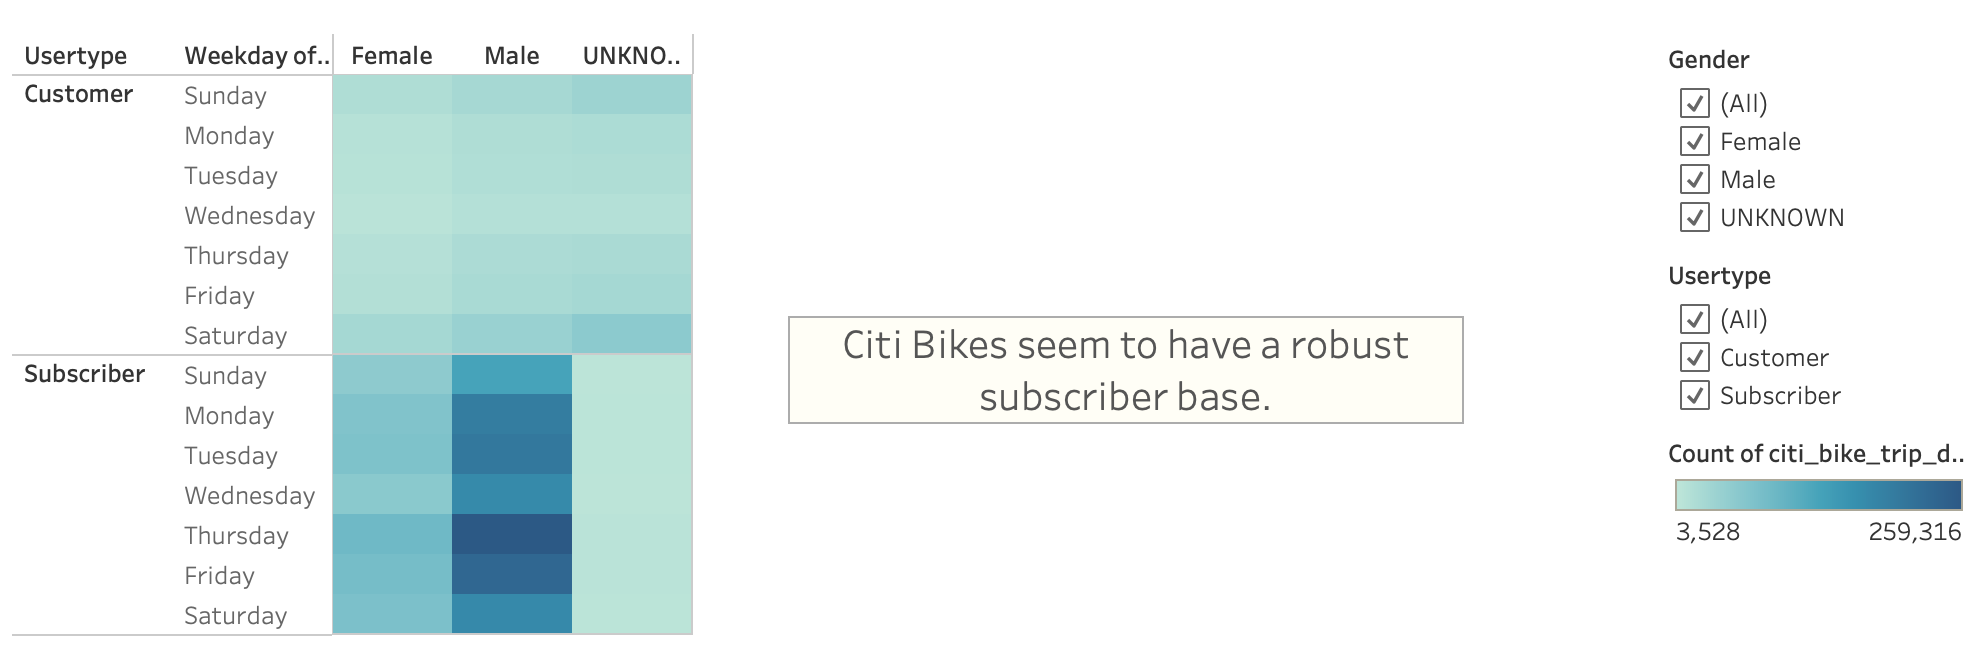 Usertype Weekday of.. Female Male UNKNO..
Customer Sunday
Monday
Tuesday
Wednesday
Thursday
Friday
Saturday
Subscriber Sunday
Monday
Tuesday
Wednesday
Thursday
Friday
Saturday
Citi Bikes seem to have a robust
subscriber base.
Gender
(All)
Female
Male
UNKNOWN
Usertype
(All)
Customer
Subscriber
Count of citi_bike_trip_d..
3,528 259,316